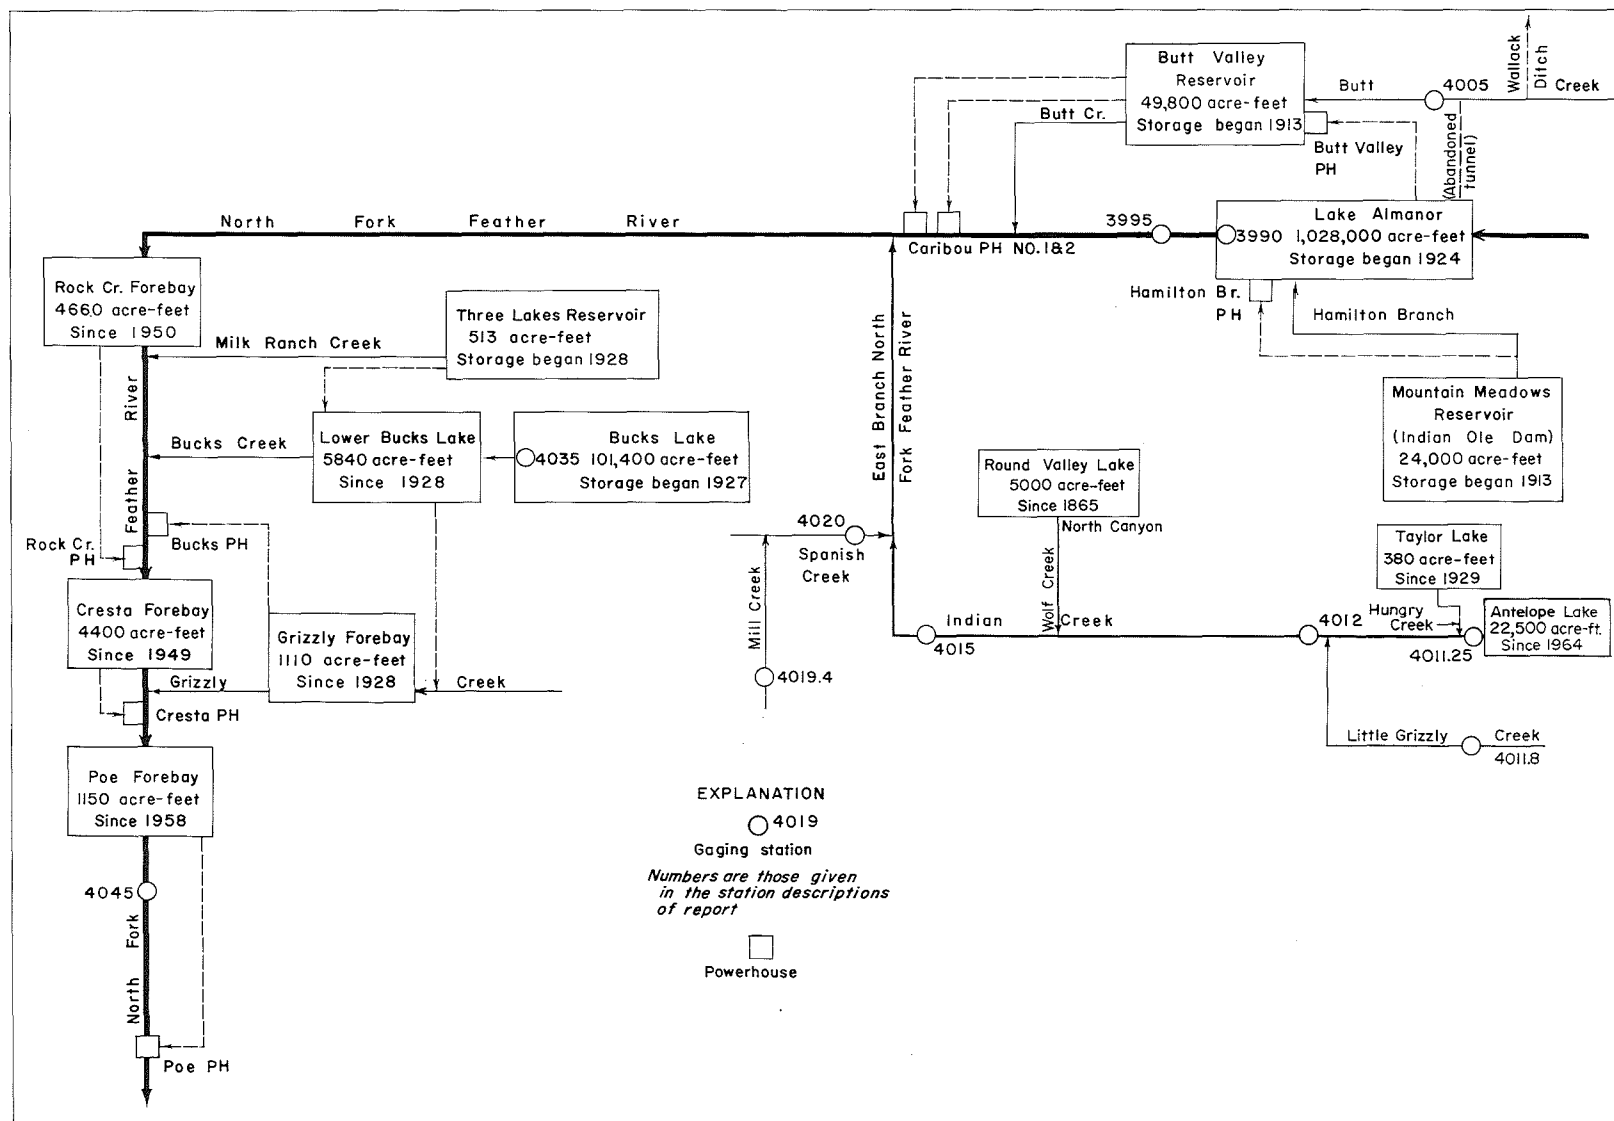 Wallack
Ditch
Butt Valley
Reservoir
49,800 acre-feet
Storage began 1913
Butt
4005
Creek
Butt Cr.
Butt Valley
PH
(Abandoned
tunnel)
North Fork Feather River
3995
3990
Lake Almanor
1,028,000 acre-feet
Storage began 1924
Caribou PH NO. 1&2
Hamilton Br.
PH
Hamilton Branch
Rock Cr. Forebay
4660 acre-feet
Since 1950
Three Lakes Reservoir
513 acre-feet
Storage began 1928
Milk Ranch Creek
East Branch North
Fork Feather River
Mountain Meadows
Reservoir
(Indian Ole Dam)
24,000 acre-feet
Storage began 1913
River
Feather
Bucks Creek
Lower Bucks Lake
5840 acre-feet
Since 1928
4035
Bucks Lake
101,400 acre-feet
Storage began 1927
Round Valley Lake
5000 acre-feet
Since 1865
North Canyon
Wolf Creek
4020
Spanish
Creek
Mill Creek
4019.4
Rock Cr.
PH
Bucks PH
Taylor Lake
380 acre-feet
Since 1929
Hungry
Creek
Antelope Lake
22,500 acre-ft.
Since 1964
4011.25
4012
Indian Creek
4015
Cresta Forebay
4400 acre-feet
Since 1949
Grizzly Forebay
1110 acre-feet
Since 1928
Grizzly
Creek
Cresta PH
Little Grizzly Creek
4011.8
Poe Forebay
1150 acre-feet
Since 1958
4045
North Fork
Poe PH
EXPLANATION
4019
Gaging station
Numbers are those given
in the station descriptions
of report
Powerhouse